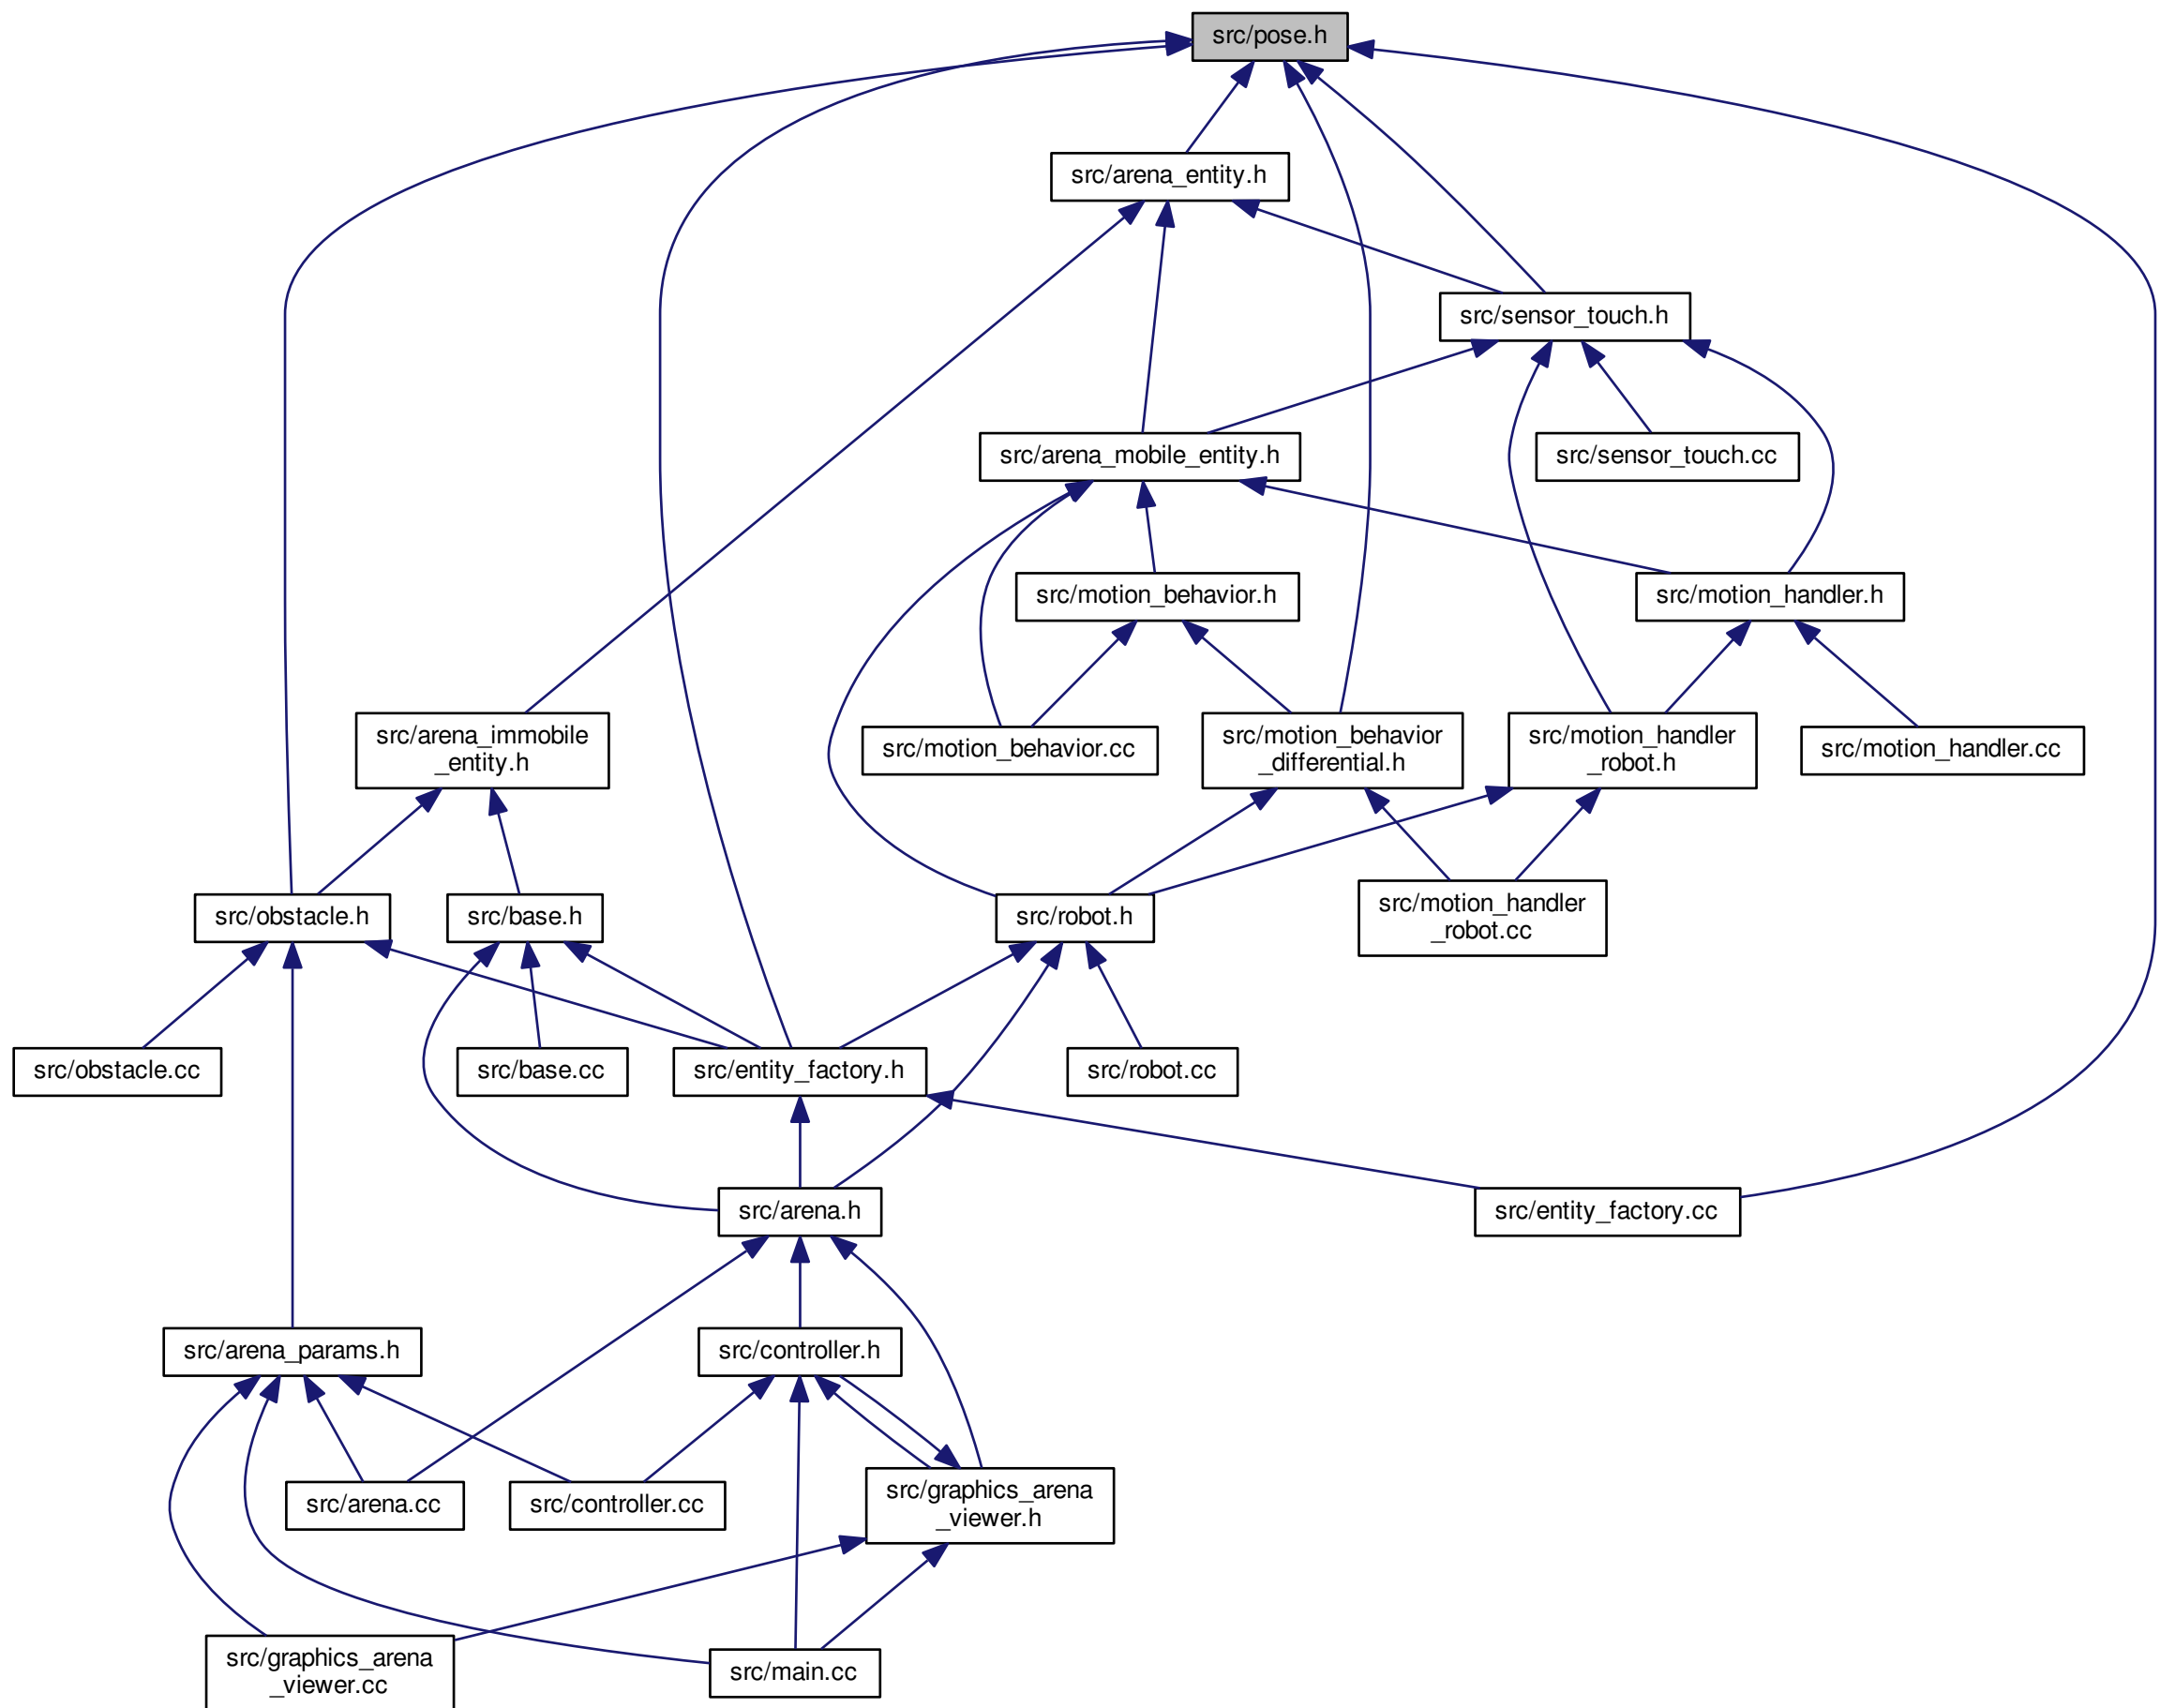 src/pose.h
src/arena_entity.h
src/sensor_touch.h
src/arena_mobile_entity.h
src/sensor_touch.cc
src/motion_behavior.h
src/motion_handler.h
src/arena_immobile
_entity.h
src/motion_behavior.cc
src/motion_behavior
_differential.h
src/motion_handler
_robot.h
src/motion_handler.cc
src/obstacle.h
src/base.h
src/robot.h
src/motion_handler
_robot.cc
src/obstacle.cc
src/base.cc
src/entity_factory.h
src/robot.cc
src/arena.h
src/entity_factory.cc
src/arena_params.h
src/controller.h
src/arena.cc
src/controller.cc
src/graphics_arena
_viewer.h
src/graphics_arena
_viewer.cc
src/main.cc